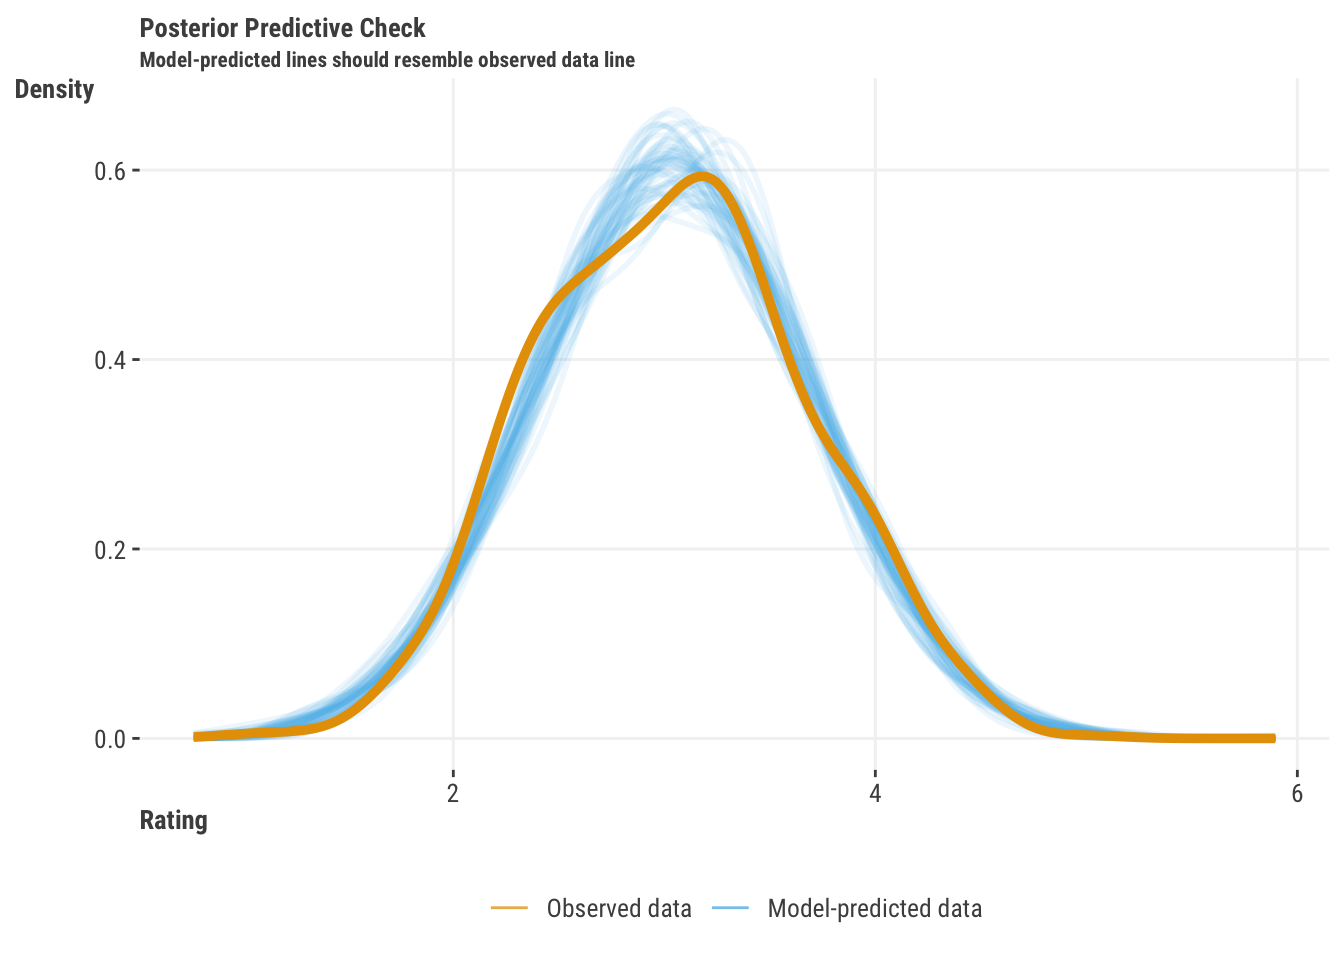 Posterior Predictive Check
Model-predicted lines should resemble observed data line
Density
0.6
0.4
0.2
0.0
2 4 6
Rating
Observed data Model-predicted data